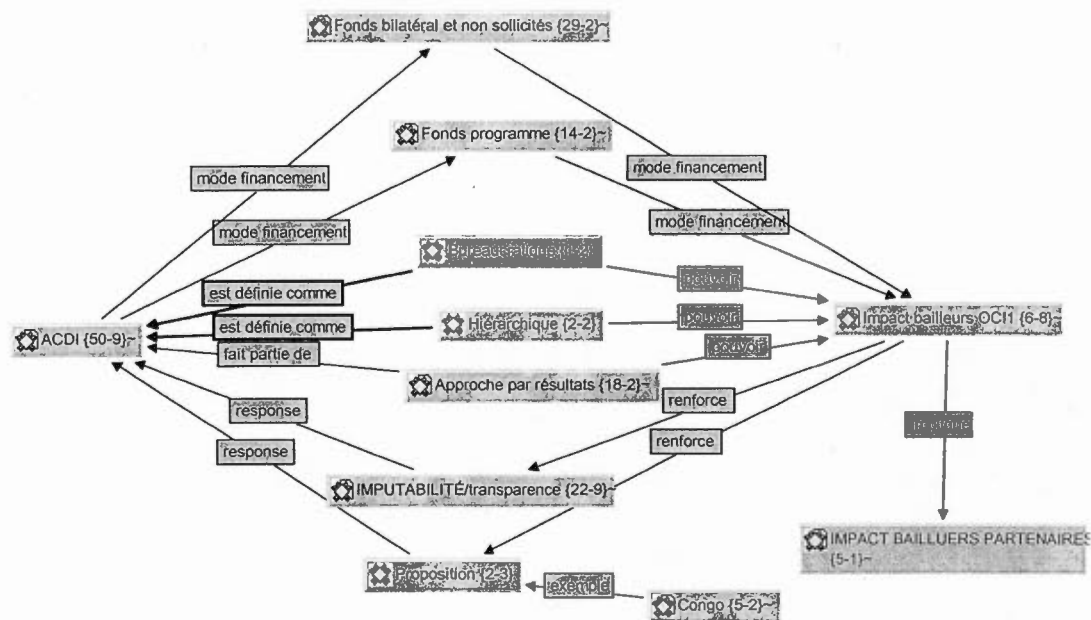 Fonds bilatéral et non sollicités {29-2}~
Fonds programme {14-2}~
mode financement
mode financement
mode financement
mode financement
Bureaucratique
pouvoir
est définie comme
est définie comme
Hiérarchique {2-2}~
pouvoir
Impact bailleurs OCI1 {6-8}~
ACDI {50-9}~
fait partie de
pouvoir
Approche par résultats {18-2}~
response
renforce
response
renforce
IMPUTABILITÉ/transparence {22-9}~
IMPACT BAILLUERS PARTENAIRES
{5-1}~
Proposition {2-3}
exemple
Congo {5-2}~